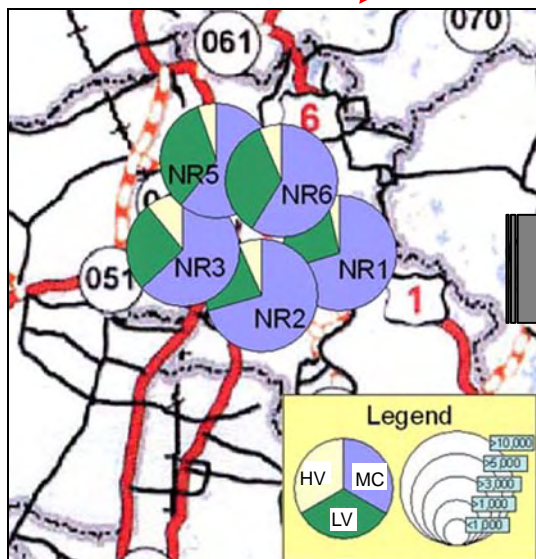 061
070
6
NR5
NR6
NR3
NR1
051
NR2
1
Legend
HV
MC
LV
>10,000
>5,000
>3,000
>1,000
<1,000